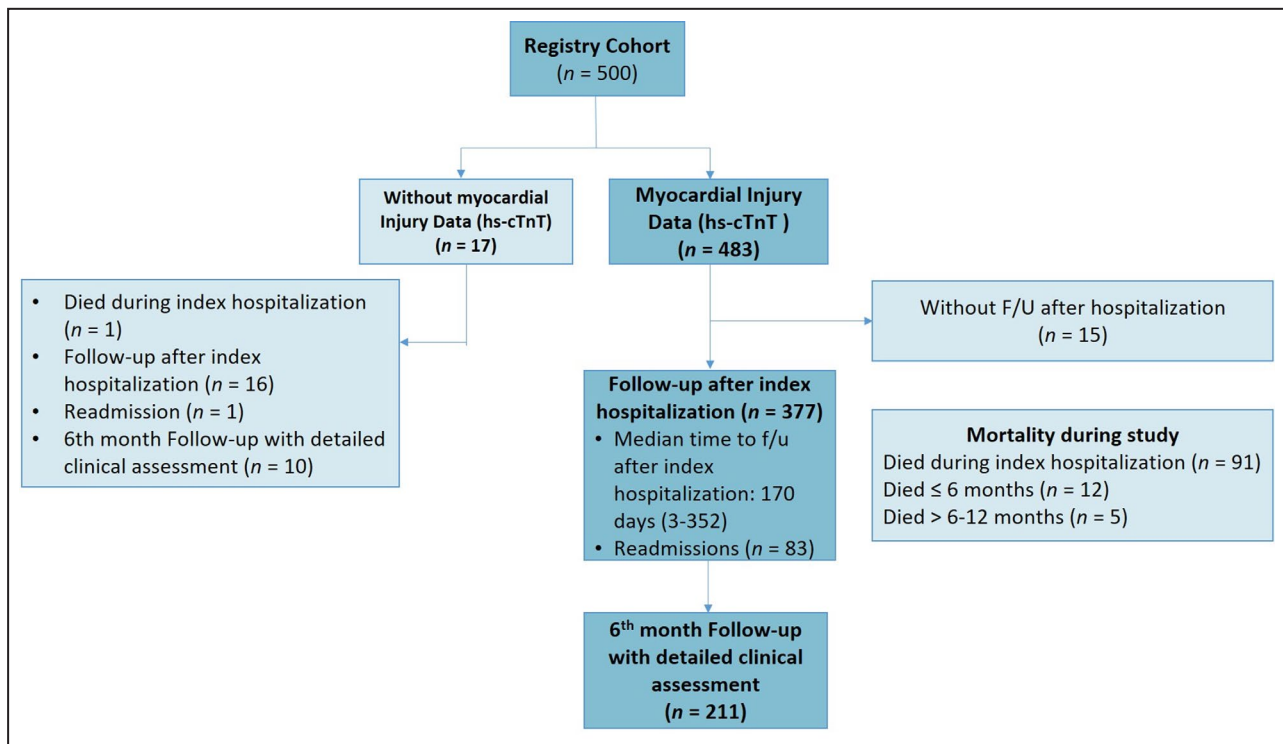 Registry Cohort
(n = 500)
Without myocardial
Injury Data (hs-cTnT)
(n = 17)
Myocardial Injury
Data (hs-cTnT )
(n = 483)
• Died during index hospitalization
(n = 1)
• Follow-up after index
hospitalization (n = 16)
• Readmission (n = 1)
• 6th month Follow-up with detailed
clinical assessment (n = 10)
Without F/U after hospitalization
(n = 15)
Follow-up after index
hospitalization (n = 377)
• Median time to f/u
after index
hospitalization: 170
days (3-352)
• Readmissions (n = 83)
Mortality during study
Died during index hospitalization (n = 91)
Died ≤ 6 months (n = 12)
Died > 6-12 months (n = 5)
6th month Follow-up
with detailed clinical
assessment
(n = 211)